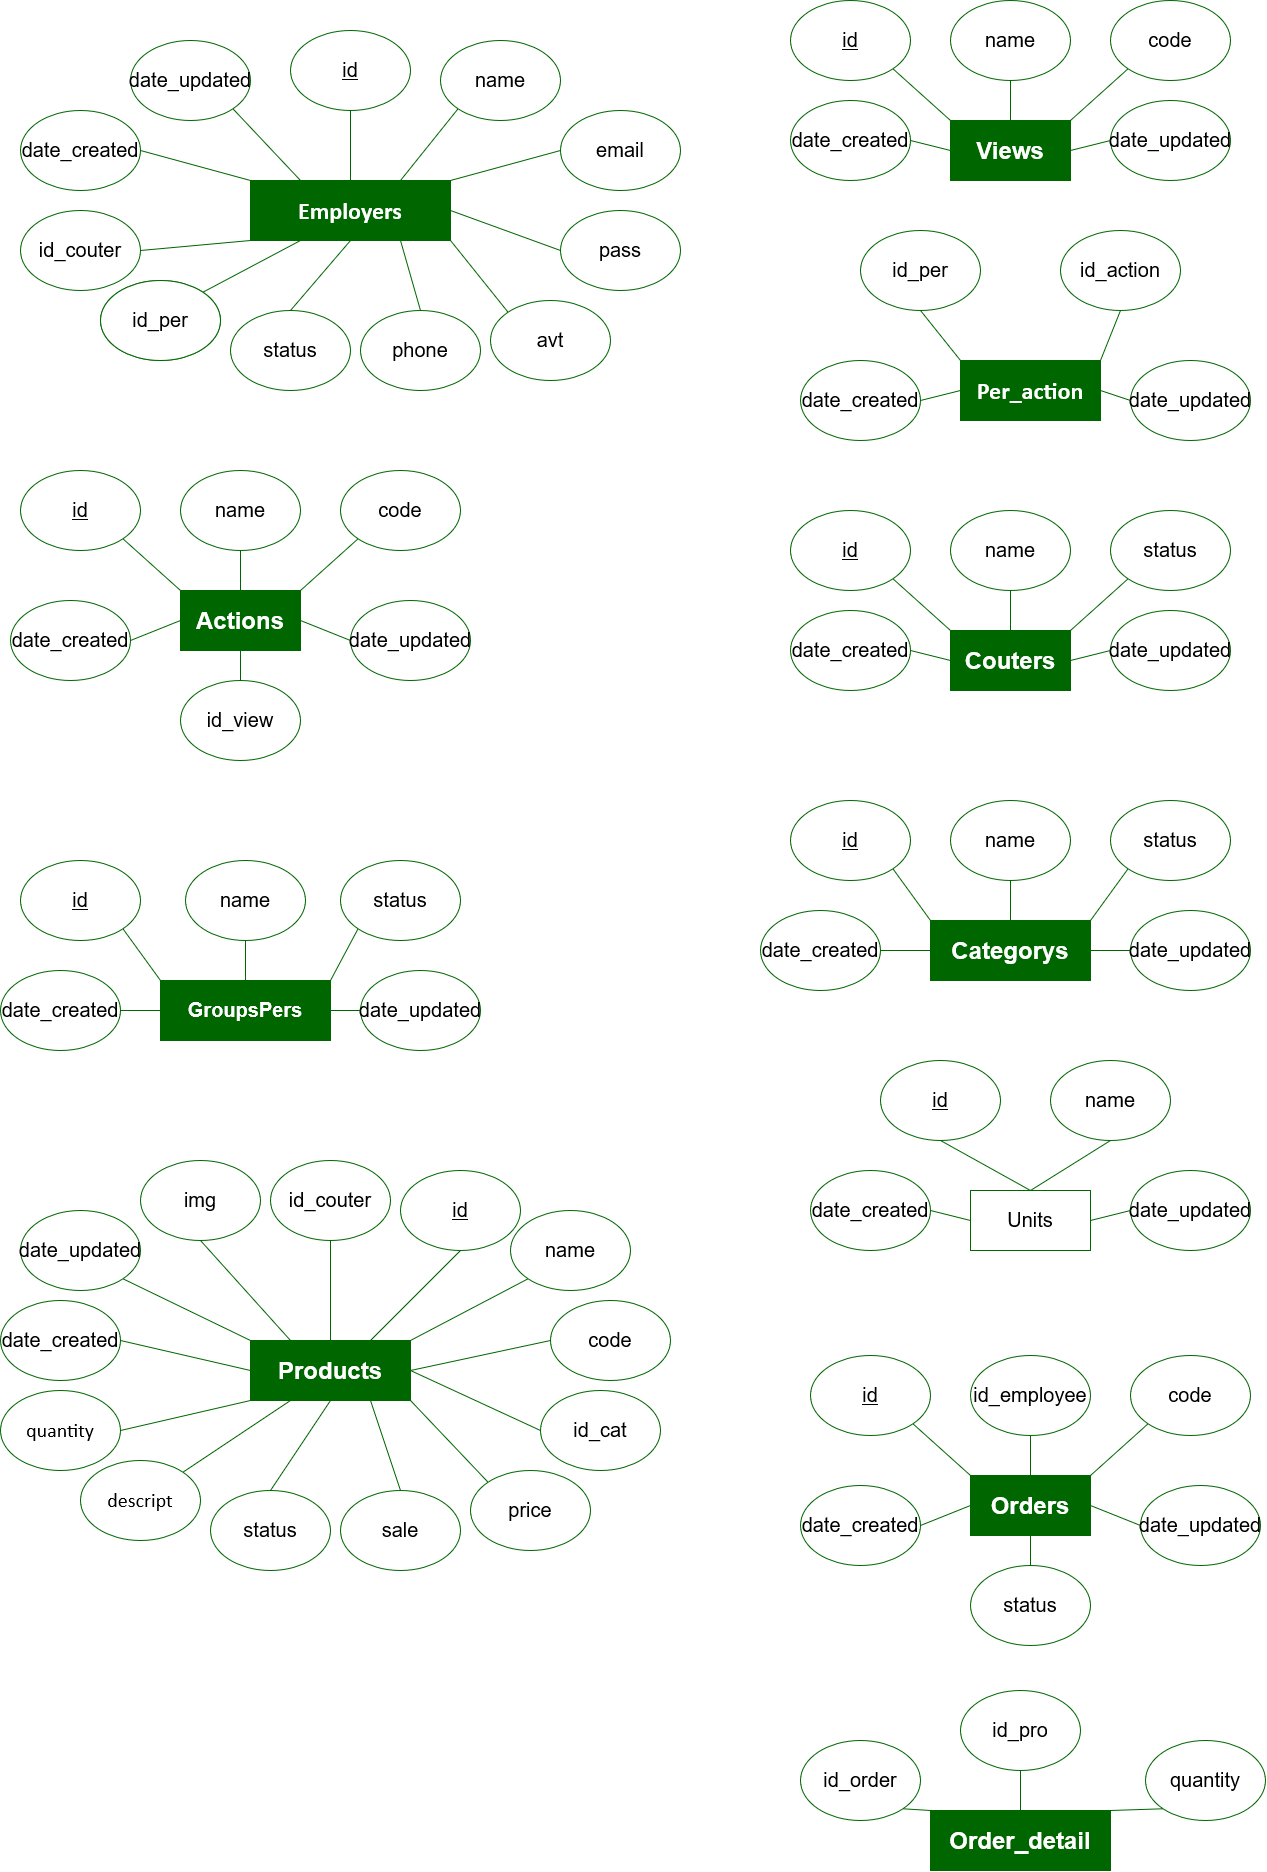 date_updated
id
name
date_created
email
Employers
id_couter
pass
id_per
status
phone
avt
id
name
code
date_created
date_updated
Views
id_per
id_action
date_created
date_updated
Per_action
id
name
code
Actions
date_created
date_updated
id_view
id
name
status
date_created
date_updated
Couters
id
name
status
date_created
date_updated
GroupsPers
id
name
status
date_created
date_updated
Categorys
id
name
date_created
date_updated
Units
img
id_couter
id
date_updated
name
date_created
code
Products
quantity
id_cat
descript
status
sale
price
id
id_employee
code
Orders
date_created
date_updated
status
id_pro
id_order
quantity
Order_detail